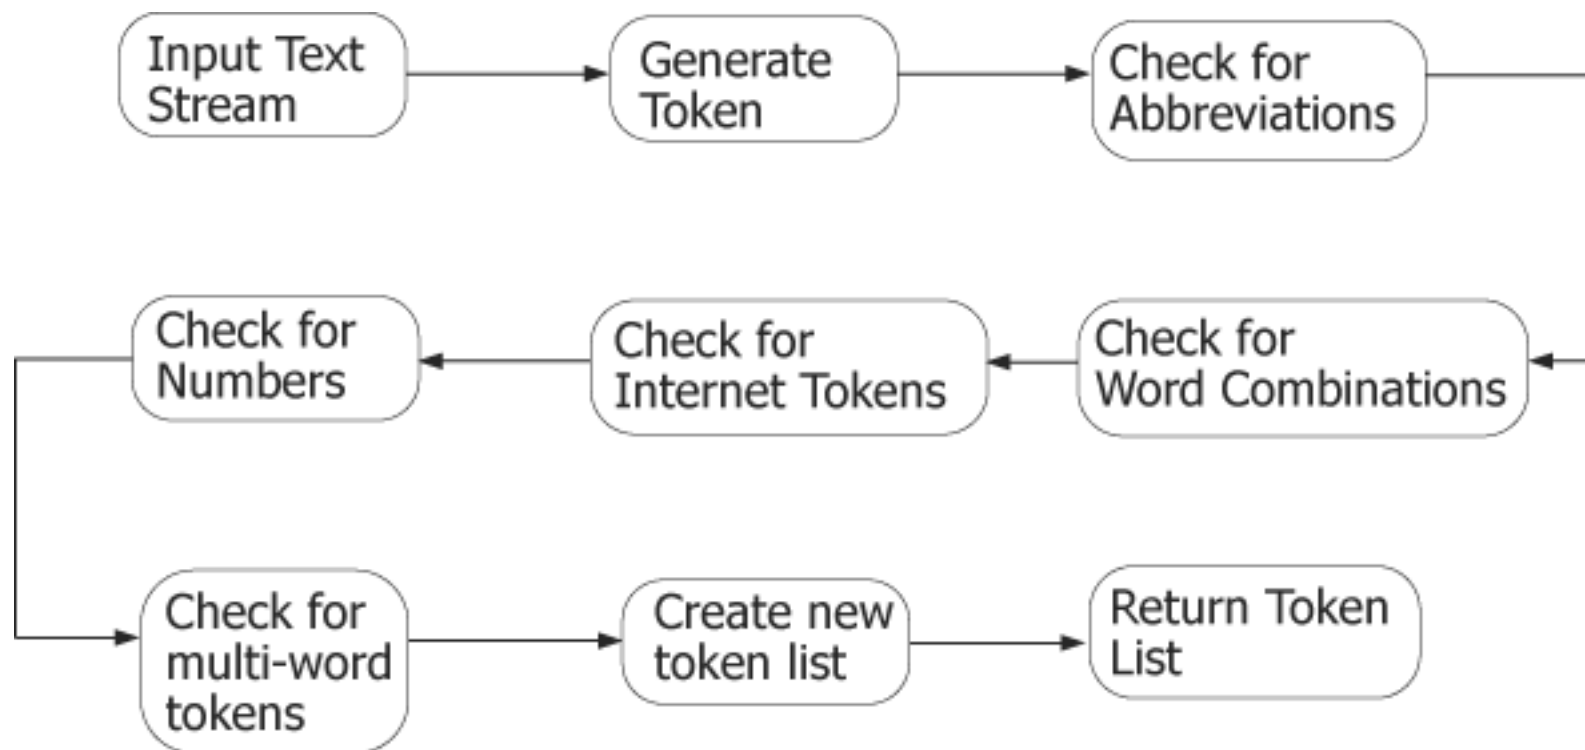 Input Text
Stream
Generate
Token
Check for
Abbreviations
Check for
Word Combinations
Check for
Internet Tokens
Check for
Numbers
Check for
multi-word
tokens
Create new
token list
Return Token
List